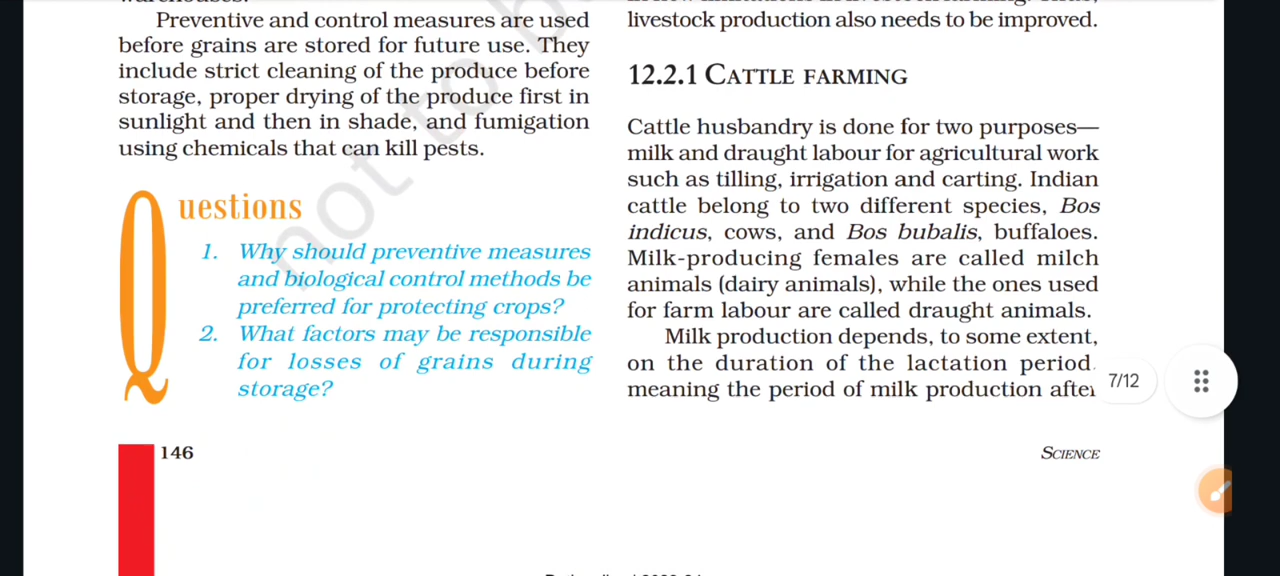 Preventive and control measures are used
before grains are stored for future use. They
include strict cleaning of the produce before
storage, proper drying of the produce first in
sunlight and then in shade, and fumigation
using chemicals that can kill pests.
Questions
1. Why should preventive measures
and biological control methods be
preferred for protecting crops?
2. What factors may be responsible
for losses of grains during
storage?
livestock production also needs to be improved.
12.2.1 CATTLE FARMING
Cattle husbandry is done for two purposes—
milk and draught labour for agricultural work
such as tilling, irrigation and carting. Indian
cattle belong to two different species, Bos
indicus, cows, and Bos bubalis, buffaloes.
Milk-producing females are called milch
animals (dairy animals), while the ones used
for farm labour are called draught animals.
Milk production depends, to some extent,
on the duration of the lactation period
meaning the period of milk production after
7/12
146
SCIENCE
not to b